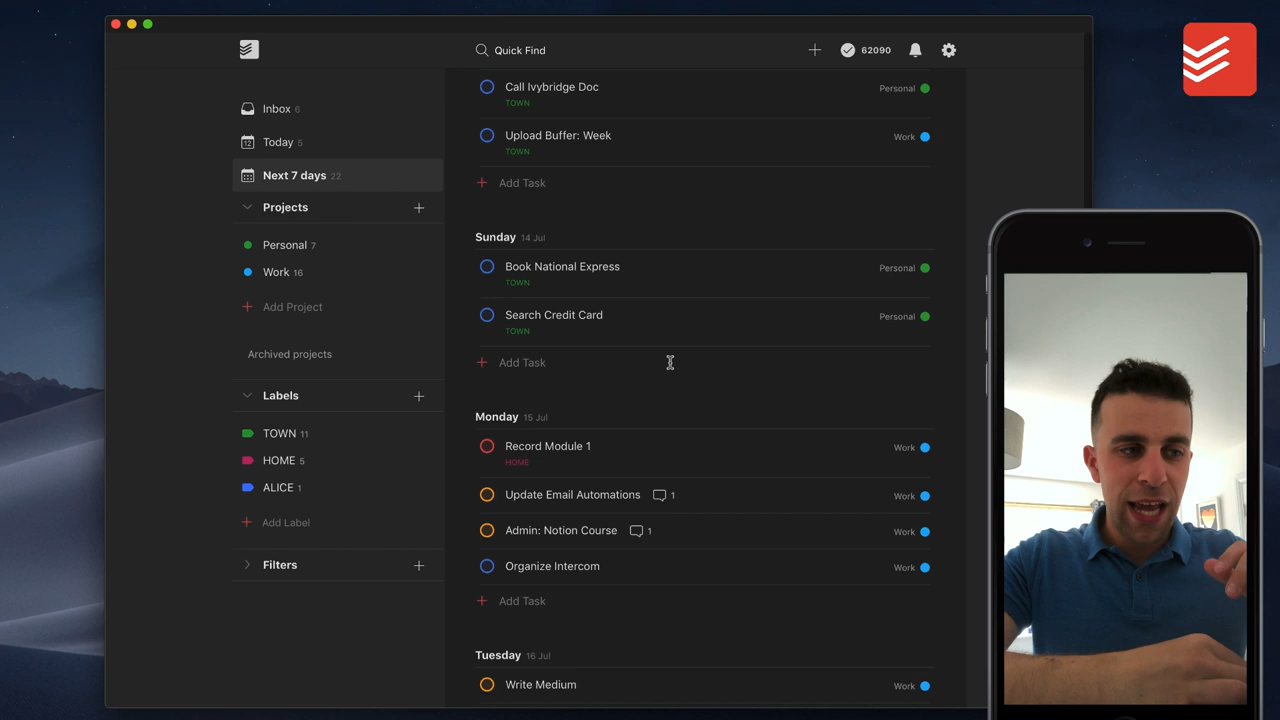 Quick Find
62090
Inbox 6
12 Today 5
Next 7 days 22
Projects
Personal 7
Work 16
Add Project
Archived projects
Labels
TOWN 11
HOME 5
ALICE 1
Add Label
Filters
Call Ivybridge Doc Personal
TOWN
Upload Buffer: Week Work
TOWN
Add Task
Sunday 14 Jul
Book National Express Personal
TOWN
Search Credit Card Personal
TOWN
Add Task
Monday 15 Jul
Record Module 1 Work
HOME
Update Email Automations 1 Work
Admin: Notion Course 1 Work
Organize Intercom Work
Add Task
Tuesday 16 Jul
Write Medium Work